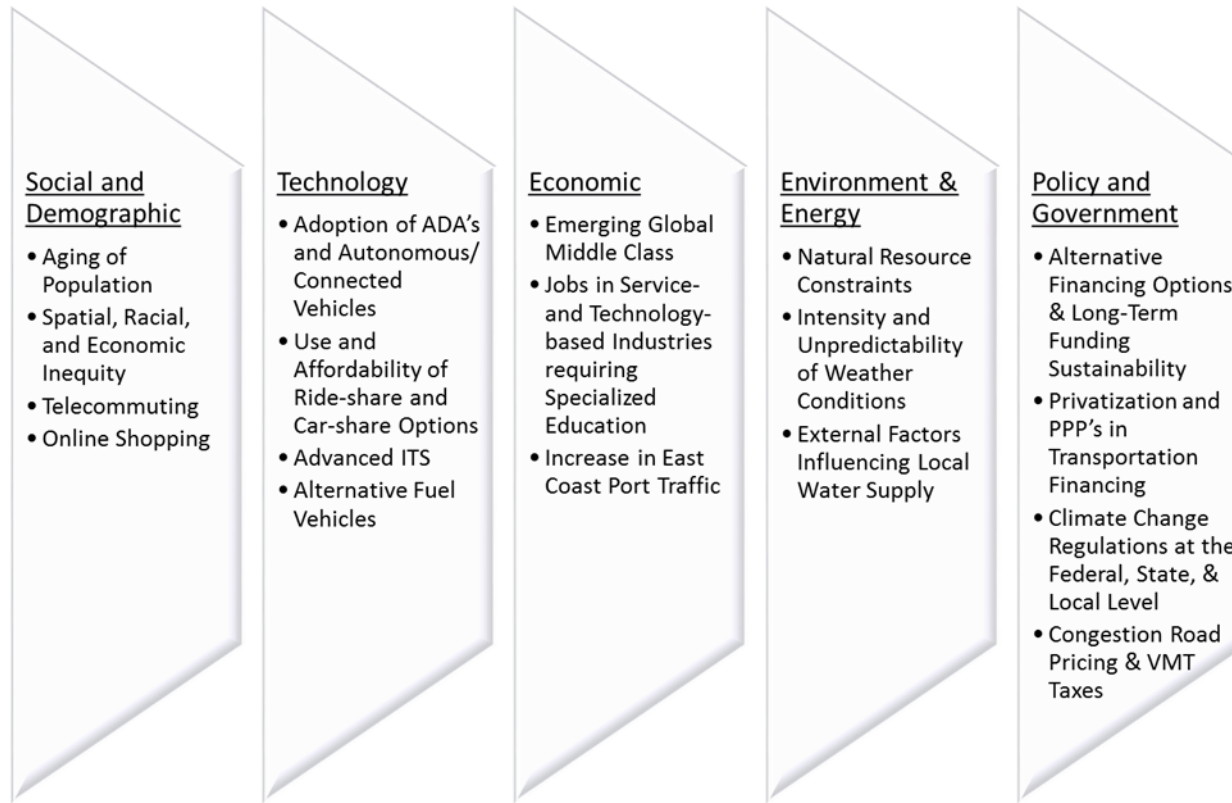 Social and
Demographic
• Aging of
Population
• Spatial, Racial,
and Economic
Inequity
• Telecommuting
• Online Shopping
Technology
• Adoption of ADA's
and Autonomous/
Connected
Vehicles
• Use and
Affordability of
Ride-share and
Car-share Options
• Advanced ITS
• Alternative Fuel
Vehicles
Economic
• Emerging Global
Middle Class
• Jobs in Service-
and Technology-
based Industries
requiring
Specialized
Education
• Increase in East
Coast Port Traffic
Environment &
Energy
• Natural Resource
Constraints
• Intensity and
Unpredictability
of Weather
Conditions
• External Factors
Influencing Local
Water Supply
Policy and
Government
• Alternative
Financing Options
& Long-Term
Funding
Sustainability
• Privatization and
PPP's in
Transportation
Financing
• Climate Change
Regulations at the
Federal, State, &
Local Level
• Congestion Road
Pricing & VMT
Taxes